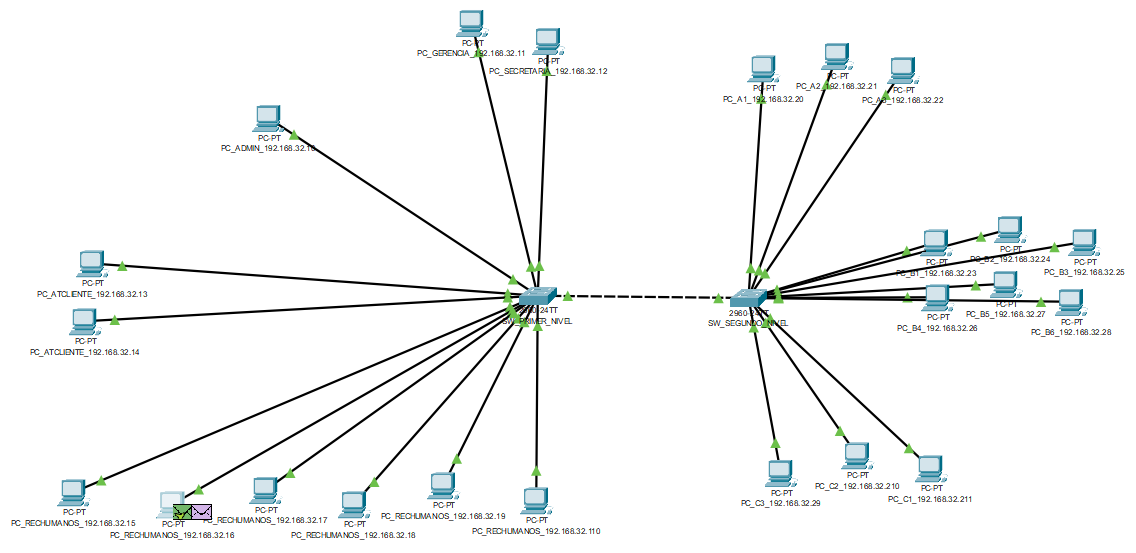 PC-PT
PC_GERENCIA_192.168.32.11
PC-PT
PC_SECRETARIA_192.168.32.12
PC-PT
PC_A1_192.168.32.20
PC-PT
PC_A2_192.168.32.21
PC-PT
PC_A3_192.168.32.22
PC-PT
PC_ADMIN_192.168.32.10
PC-PT
PC_ATCLIENTE_192.168.32.13
PC-PT
PC_ATCLIENTE_192.168.32.14
2960-24TT
SW_PRIMER_NIVEL
2960-24TT
SW_SEGUNDO_NIVEL
PC-PT
PC_B1_192.168.32.23
PC-PT
PC_B2_192.168.32.24
PC-PT
PC_B3_192.168.32.25
PC-PT
PC_B4_192.168.32.26
PC-PT
PC_B5_192.168.32.27
PC-PT
PC_B6_192.168.32.28
PC-PT
PC_RECHUMANOS_192.168.32.15
PC-PT
PC_RECHUMANOS_192.168.32.16
PC-PT
PC_RECHUMANOS_192.168.32.17
PC-PT
PC_RECHUMANOS_192.168.32.18
PC-PT
PC_RECHUMANOS_192.168.32.19
PC-PT
PC_RECHUMANOS_192.168.32.110
PC-PT
PC_C3_192.168.32.29
PC-PT
PC_C2_192.168.32.210
PC-PT
PC_C1_192.168.32.211